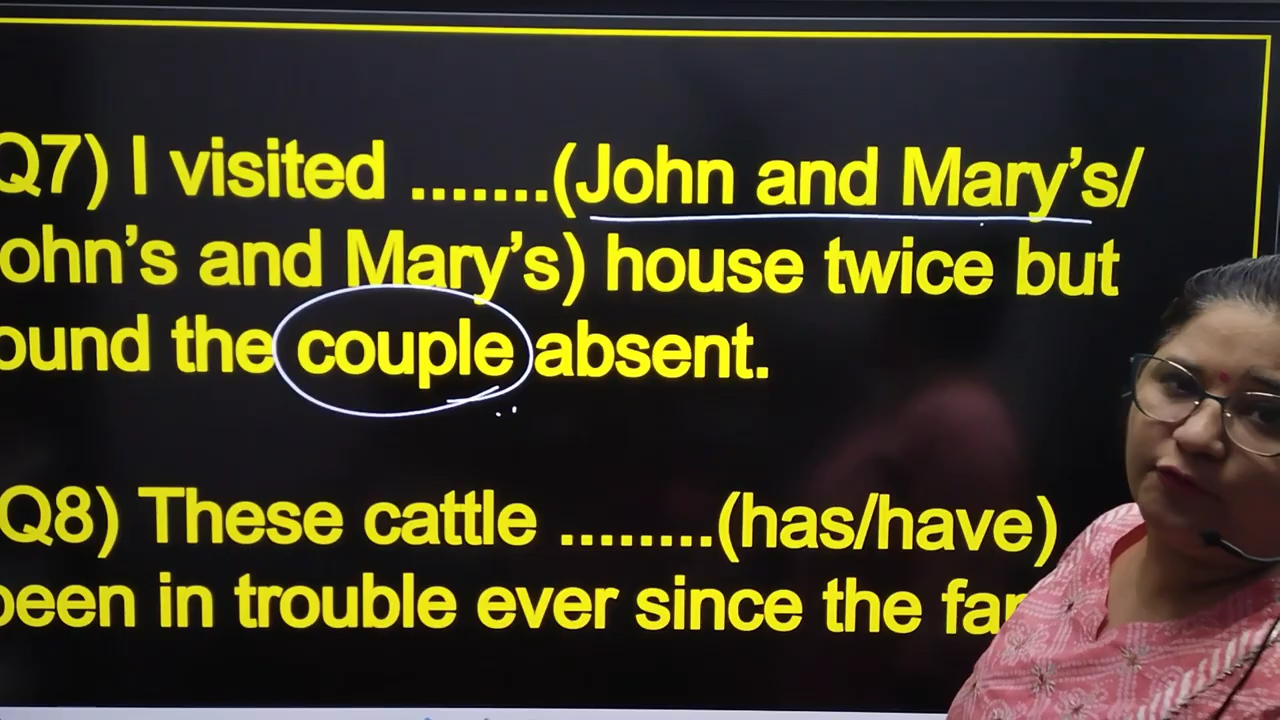 Q7) I visited .......(John and Mary's/
ohn's and Mary's) house twice but
ound the couple absent.
Q8) These cattle ........(has/have)
been in trouble ever since the far